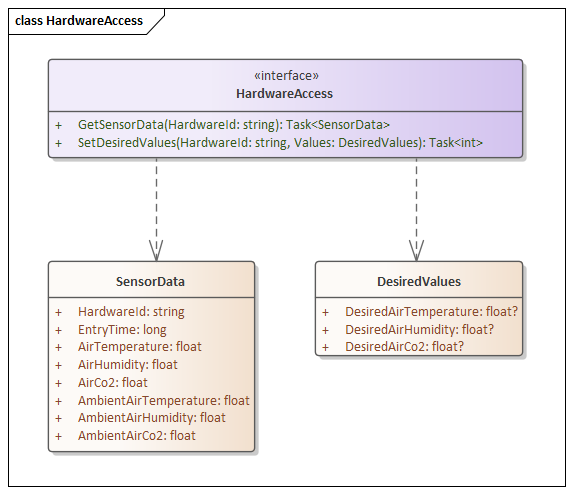 class HardwareAccess
«interface»
HardwareAccess
+ GetSensorData(HardwareId: string): Task<SensorData>
+ SetDesiredValues(HardwareId: string, Values: DesiredValues): Task<int>
SensorData
+ HardwareId: string
+ EntryTime: long
+ AirTemperature: float
+ AirHumidity: float
+ AirCo2: float
+ AmbientAirTemperature: float
+ AmbientAirHumidity: float
+ AmbientAirCo2: float
DesiredValues
+ DesiredAirTemperature: float?
+ DesiredAirHumidity: float?
+ DesiredAirCo2: float?